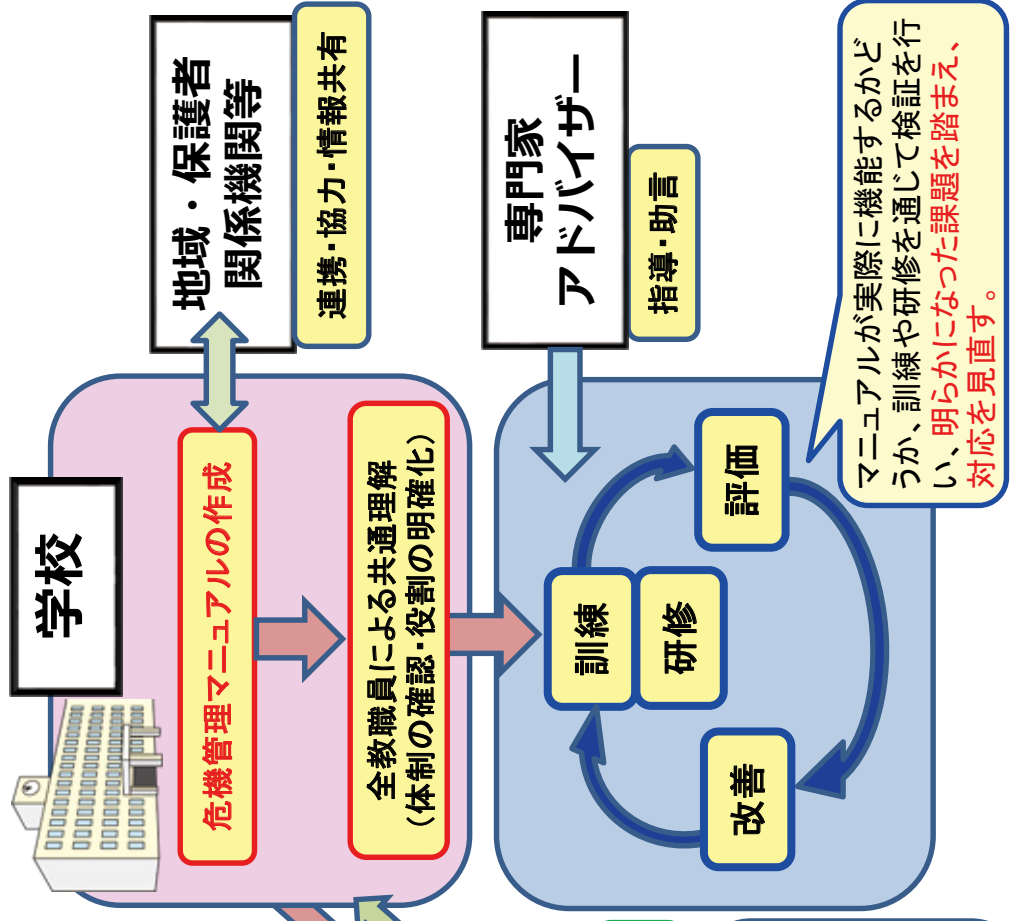 学校
危機管理マニュアルの作成
全教職員による共通理解
(体制の確認・役割の明確化)
地域・保護者
関係機関等
連携・協力・情報共有
専門家
アドバイザー
指導・助言
訓練
研修
評価
改善
マニュアルが実際に機能するかど
うか、訓練や研修を通じて検証を行
い、明らかになった課題を踏まえ、
対応を見直す。